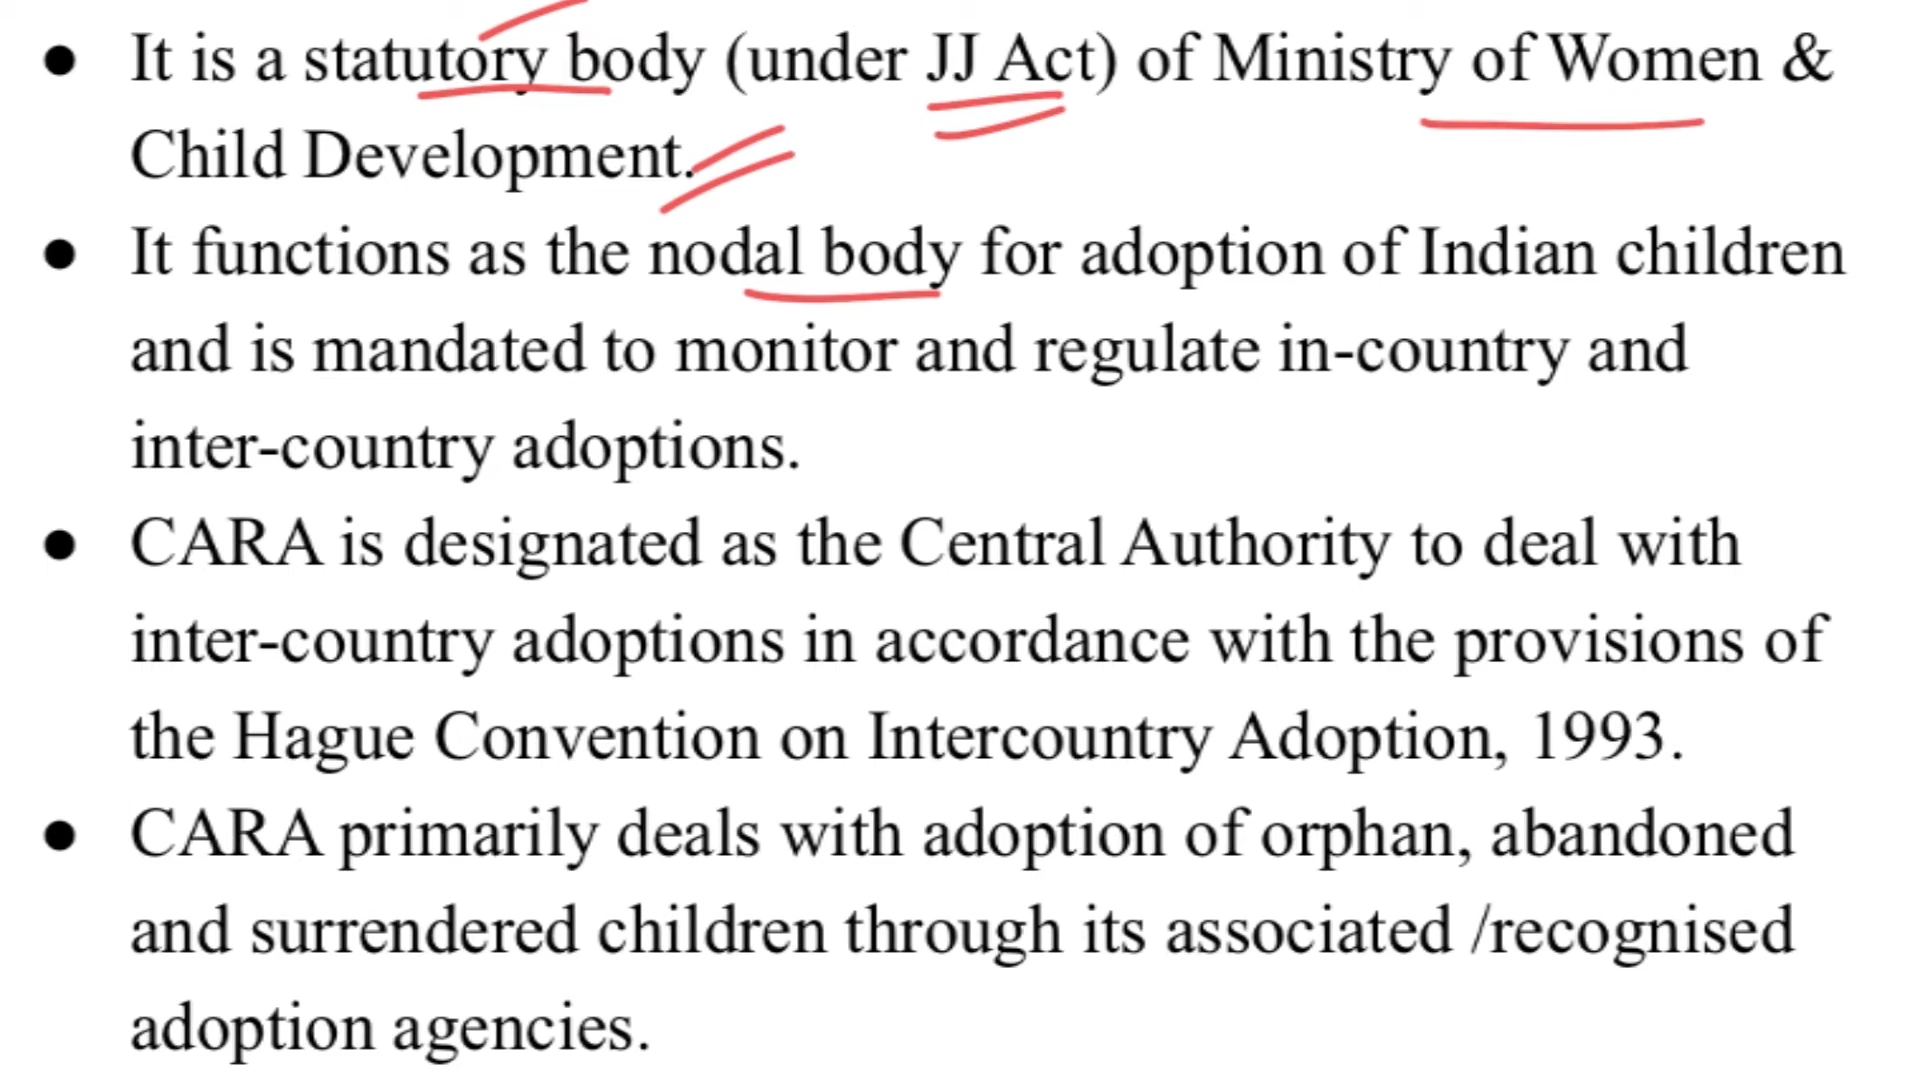 ● It is a statutory body (under JJ Act) of Ministry of Women &
Child Development.
● It functions as the nodal body for adoption of Indian children
and is mandated to monitor and regulate in-country and
inter-country adoptions.
● CARA is designated as the Central Authority to deal with
inter-country adoptions in accordance with the provisions of
the Hague Convention on Intercountry Adoption, 1993.
● CARA primarily deals with adoption of orphan, abandoned
and surrendered children through its associated /recognised
adoption agencies.